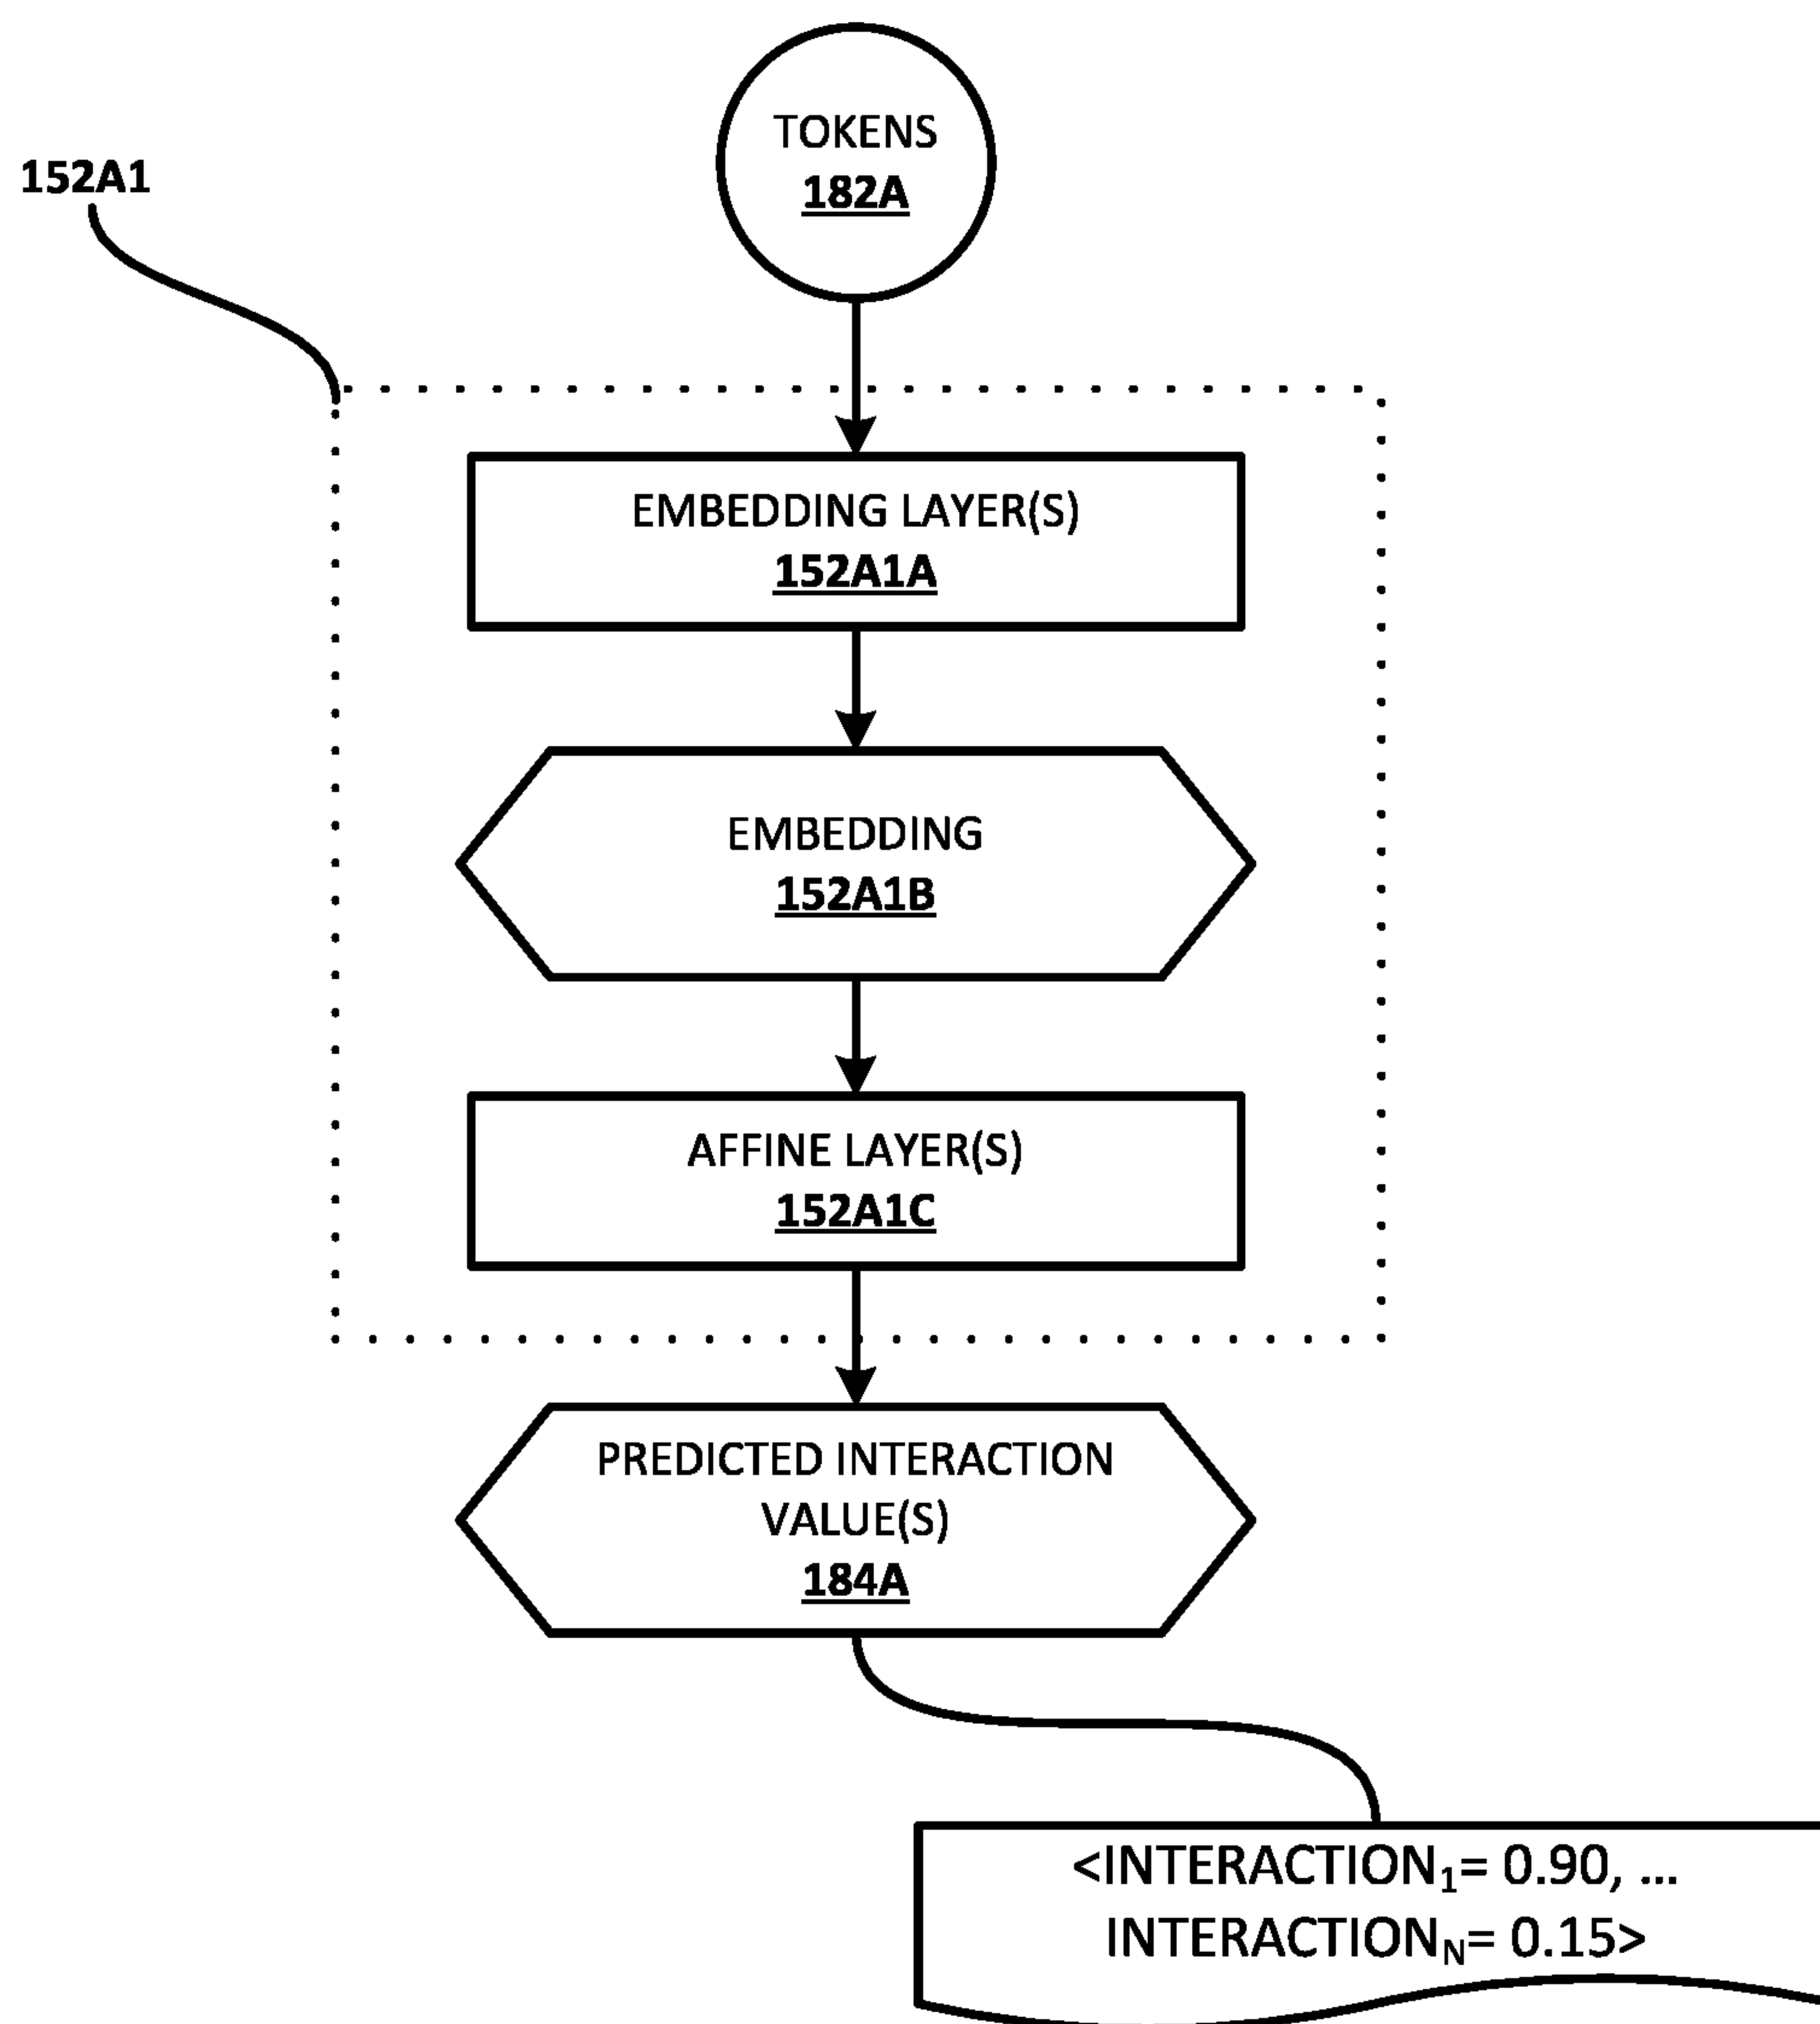 TOKENS
182A
152A1
EMBEDDING LAYER(S)
152A1A
EMBEDDING
152A1B
AFFINE LAYER(S)
152A1C
PREDICTED INTERACTION
VALUE(S)
184A
<INTERACTION₁= 0.90, ...
INTERACTIONN= 0.15>